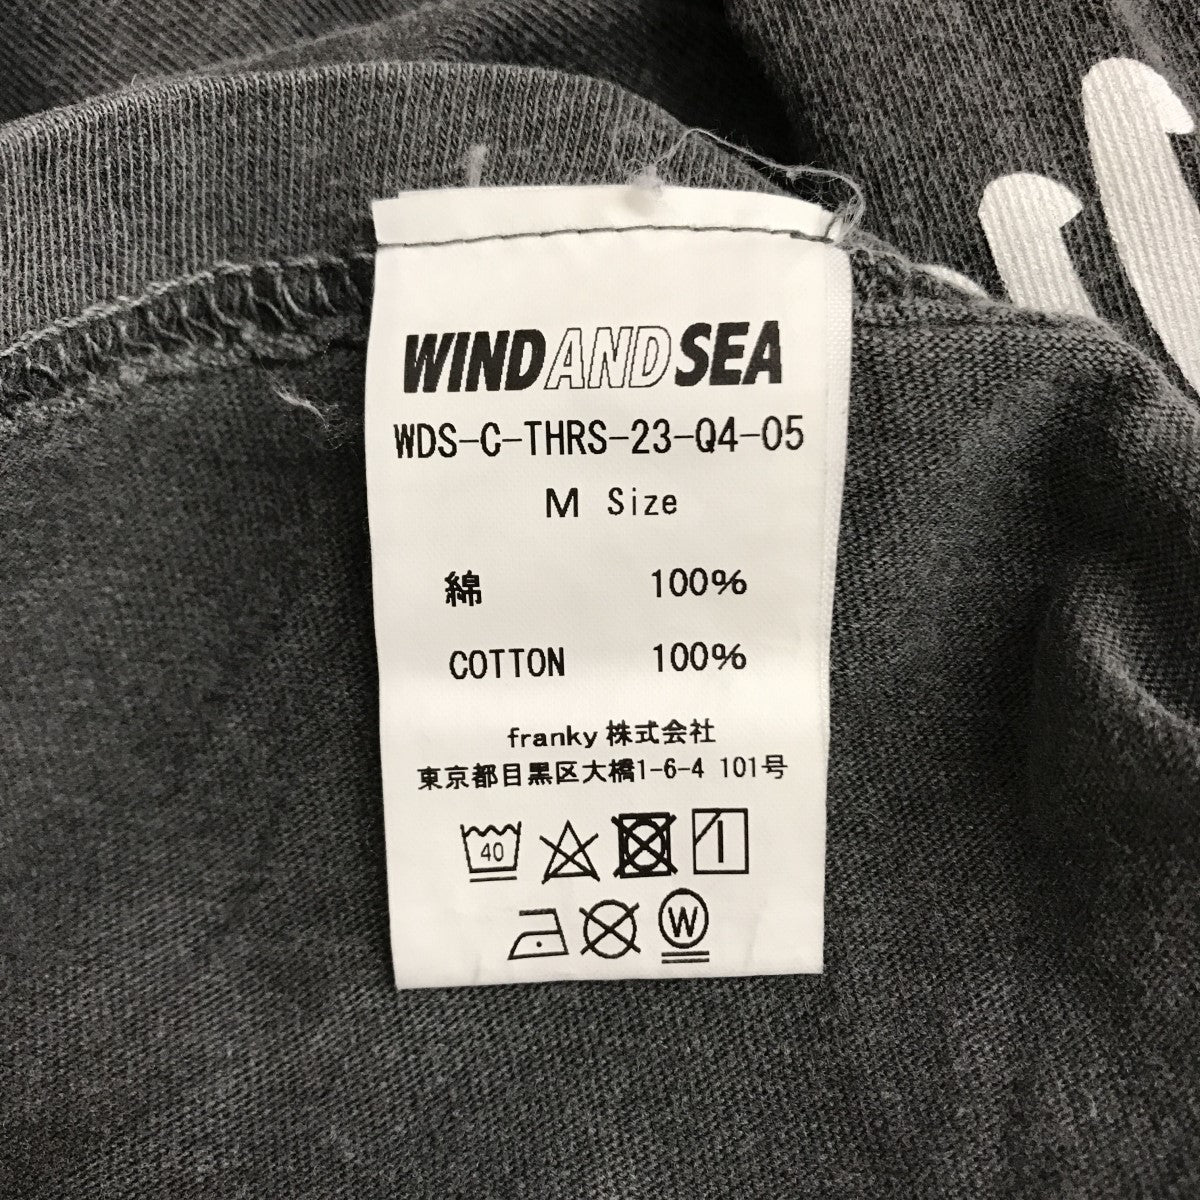 WINDANDSEA
WDS-C-THRS-23-Q4-05
M Size
綿 100%
COTTON 100%
franky 株式会社
東京都目黒区大橋1-6-4 101号
40
W